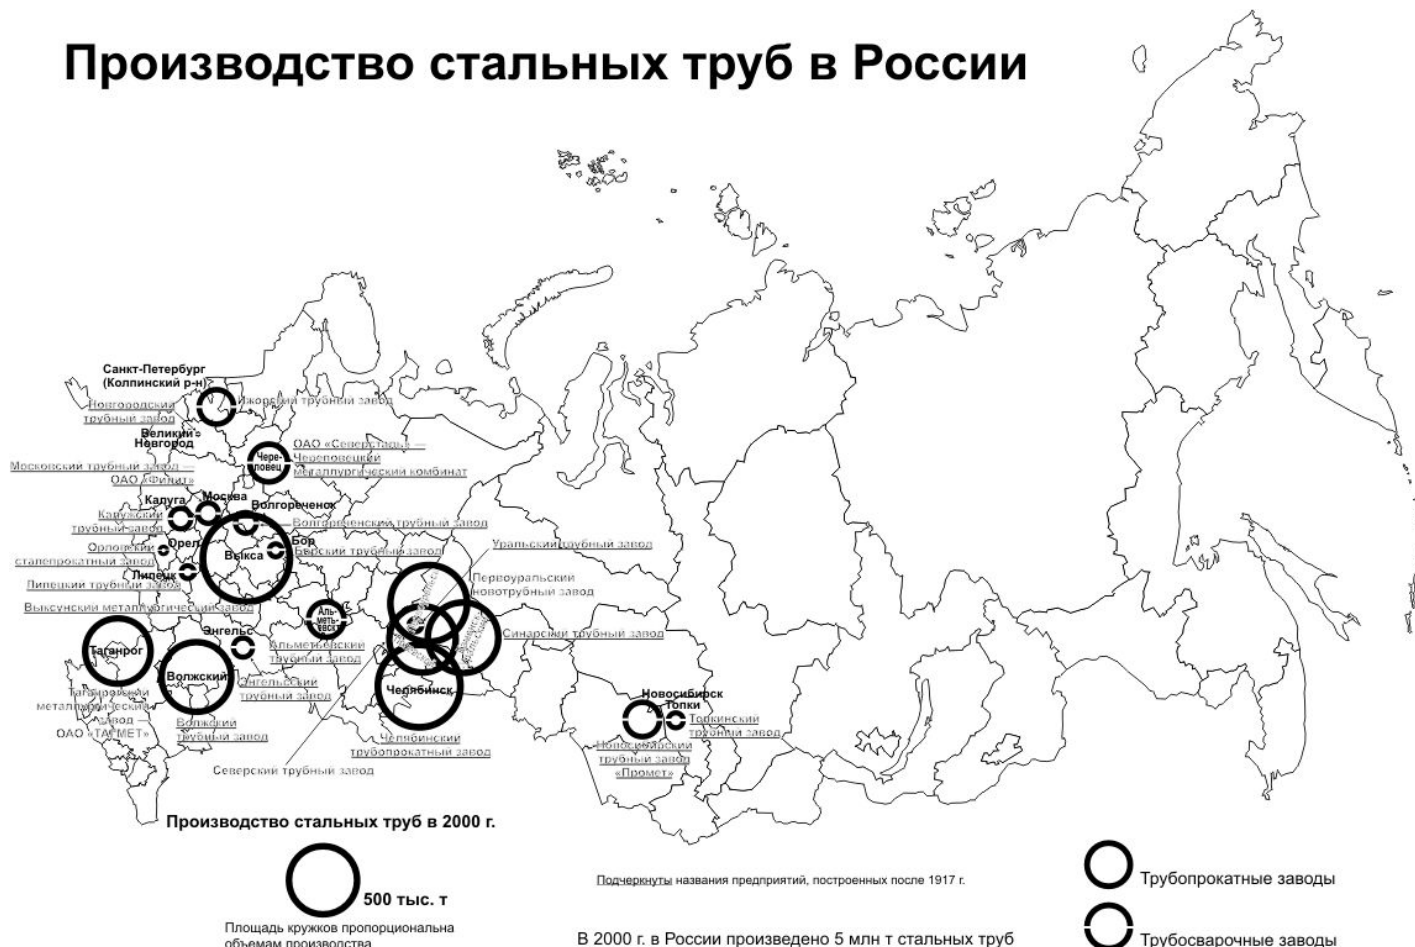 Производство стальных труб в России
Санкт-Петербург
(Колпинский р-н)
Новгородский
трубный завод
Ижорский трубный завод
Великий
Новгород
ОАО «Северсталь» —
Череповецкий
металлургический комбинат
Чере-
повец
Московский трубный завод —
ОАО «Филит»
Калуга
Москва
Волгореченск
Калужский
трубный завод
Волгореченский трубный завод
Орел
Орловский
сталепрокатный завод
Выкса
Бор
Борский трубный завод
Уральский трубный завод
Липецк
Липецкий трубный завод
Первоуральский
новотрубный завод
Выксунский металлургический завод
Аль-
меть-
евск
Синарский трубный завод
Энгельс
Альметьевский
трубный завод
Таганрог
Волжский
Энгельсский
трубный завод
Челябинск
Таганрогский
металлургический
завод —
ОАО «ТАГМЕТ»
Волжский
трубный завод
Челябинский
трубопрокатный завод
Северский трубный завод
Новосибирск
Топки
Топкинский
трубный завод
Новосибирский
трубный завод
«Промет»
Производство стальных труб в 2000 г.
500 тыс. т
Площадь кружков пропорциональна
объемам производства
Подчеркнуты названия предприятий, построенных после 1917 г.
В 2000 г. в России произведено 5 млн т стальных труб
Трубопрокатные заводы
Трубосварочные заводы